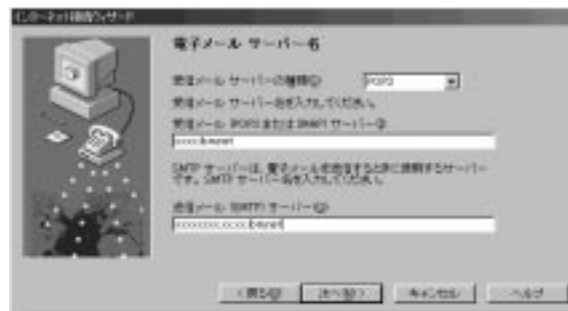 インターネット接続ウィザード
電子メール サーバー名
受信メール サーバーの種類(S) POP3
受信メール サーバー名を入力してください。
受信メール (POP3 または IMAP) サーバー(I)
SMTP サーバーは、電子メールを送信するときに使用するサーバー
です。SMTP サーバー名を入力してください。
送信メール (SMTP) サーバー(O)
< 戻る(B) 次へ(N) > キャンセル ヘルプ